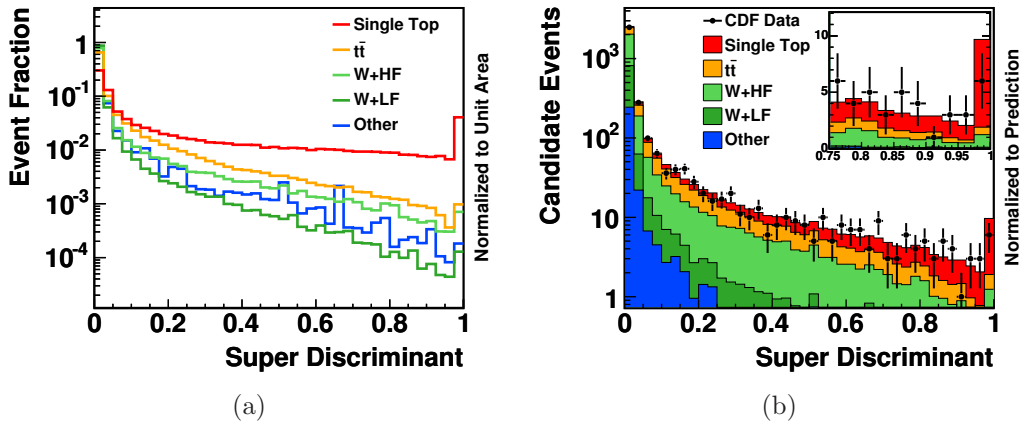 Event Fraction
1
10⁻¹
10⁻²
10⁻³
10⁻⁴
Single Top
tt̄
W+HF
W+LF
Other
Normalized to Unit Area
0 0.2 0.4 0.6 0.8 1
Super Discriminant
(a)
Candidate Events
10³
10²
10
1
CDF Data
Single Top
tt̄
W+HF
W+LF
Other
10
5
0
0.75 0.8 0.85 0.9 0.95 1
Normalized to Prediction
0 0.2 0.4 0.6 0.8 1
Super Discriminant
(b)